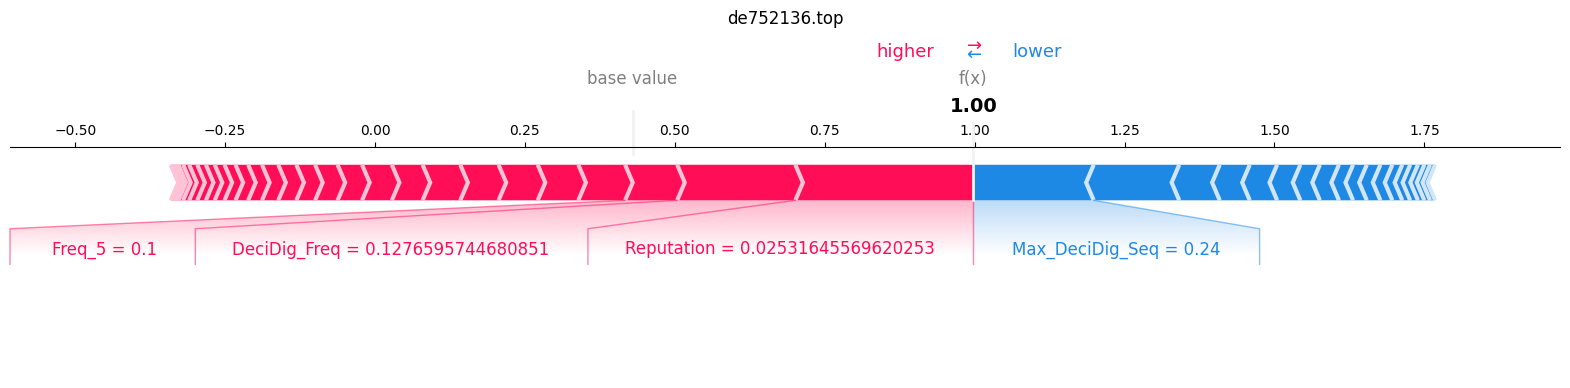 de752136.top
higher ⇄ lower
base value f(x)
1.00
−0.50 −0.25 0.00 0.25 0.50 0.75 1.00 1.25 1.50 1.75
Freq_5 = 0.1 DeciDig_Freq = 0.1276595744680851 Reputation = 0.02531645569620253 Max_DeciDig_Seq = 0.24